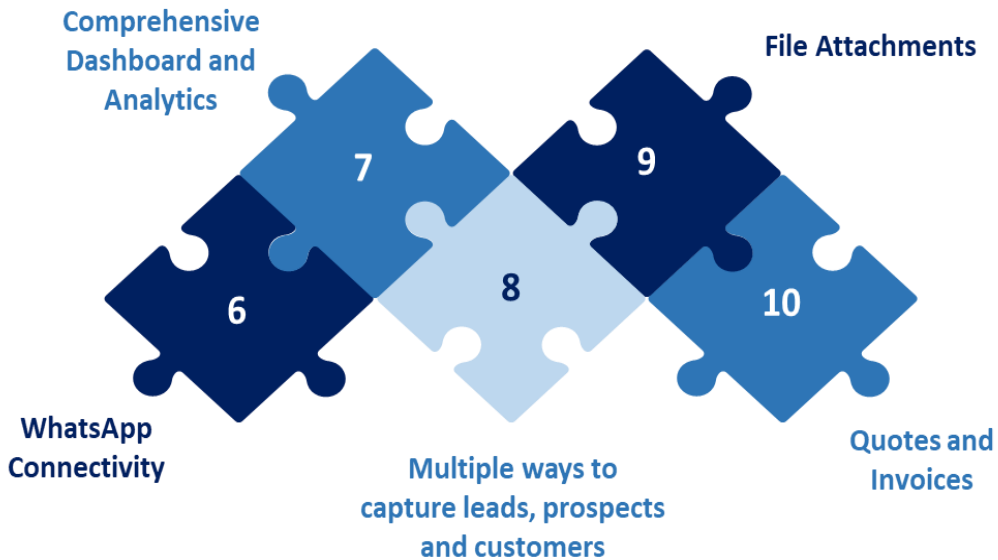 Comprehensive
Dashboard and
Analytics
File Attachments
7
9
8
6
10
WhatsApp
Connectivity
Multiple ways to
capture leads, prospects
and customers
Quotes and
Invoices